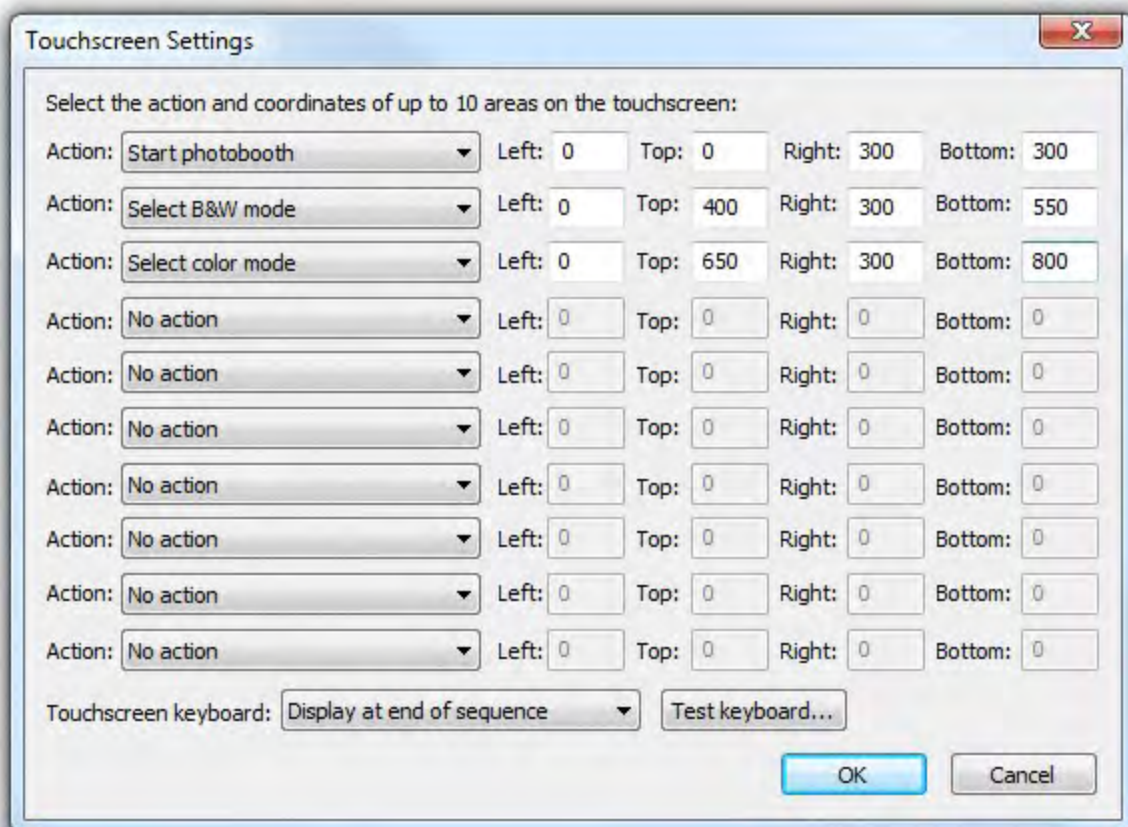 Touchscreen Settings
Select the action and coordinates of up to 10 areas on the touchscreen:
Action: Start photobooth Left: 0 Top: 0 Right: 300 Bottom: 300
Action: Select B&W mode Left: 0 Top: 400 Right: 300 Bottom: 550
Action: Select color mode Left: 0 Top: 650 Right: 300 Bottom: 800
Action: No action Left: 0 Top: 0 Right: 0 Bottom: 0
Action: No action Left: 0 Top: 0 Right: 0 Bottom: 0
Action: No action Left: 0 Top: 0 Right: 0 Bottom: 0
Action: No action Left: 0 Top: 0 Right: 0 Bottom: 0
Action: No action Left: 0 Top: 0 Right: 0 Bottom: 0
Action: No action Left: 0 Top: 0 Right: 0 Bottom: 0
Action: No action Left: 0 Top: 0 Right: 0 Bottom: 0
Touchscreen keyboard: Display at end of sequence Test keyboard...
OK Cancel